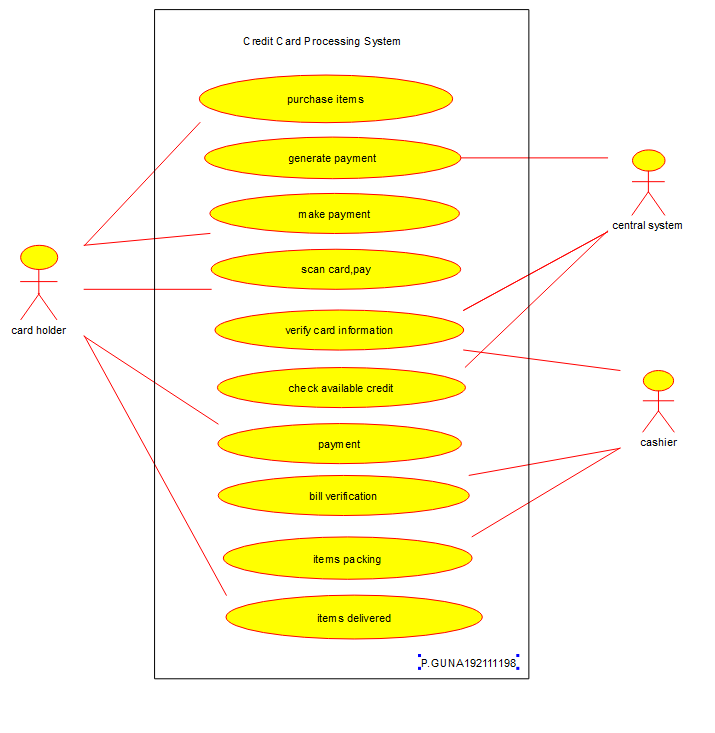 Credit Card Processing System
purchase items
generate payment
central system
make payment
scan card,pay
card holder
verify card information
check available credit
cashier
payment
bill verification
items packing
items delivered
P.GUNA192111198